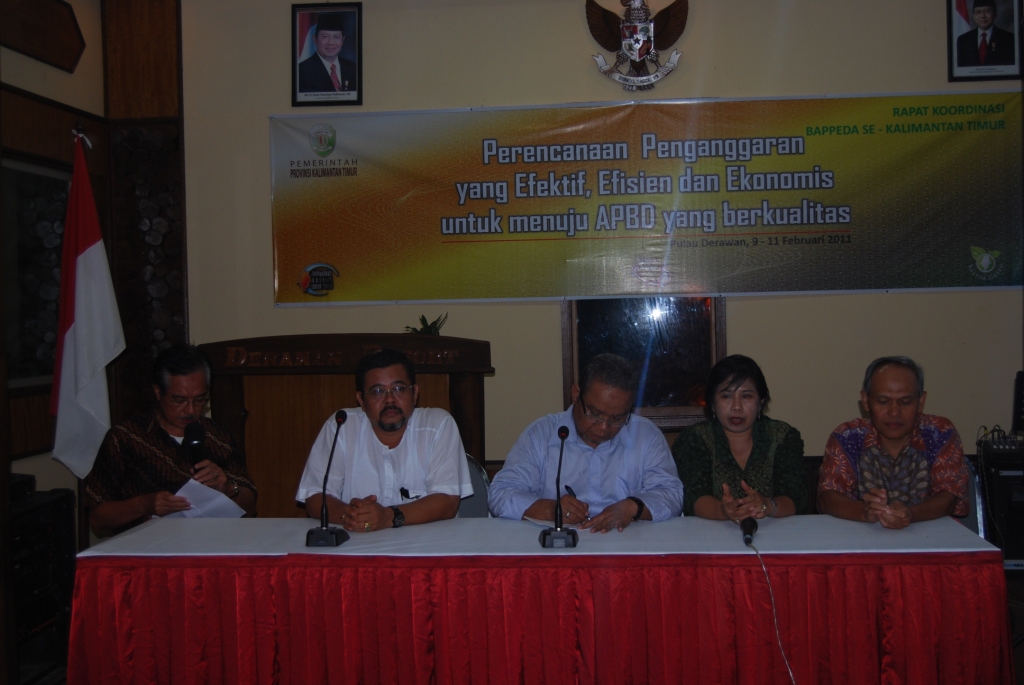 RAPAT KOORDINASI
BAPPEDA SE - KALIMANTAN TIMUR
PEMERINTAH
PROVINSI KALIMANTAN TIMUR
Perencanaan Penganggaran
yang Efektif, Efisien dan Ekonomis
untuk menuju APBD yang berkualitas
Pulau Derawan, 9 - 11 Februari 2011
DERAWAN